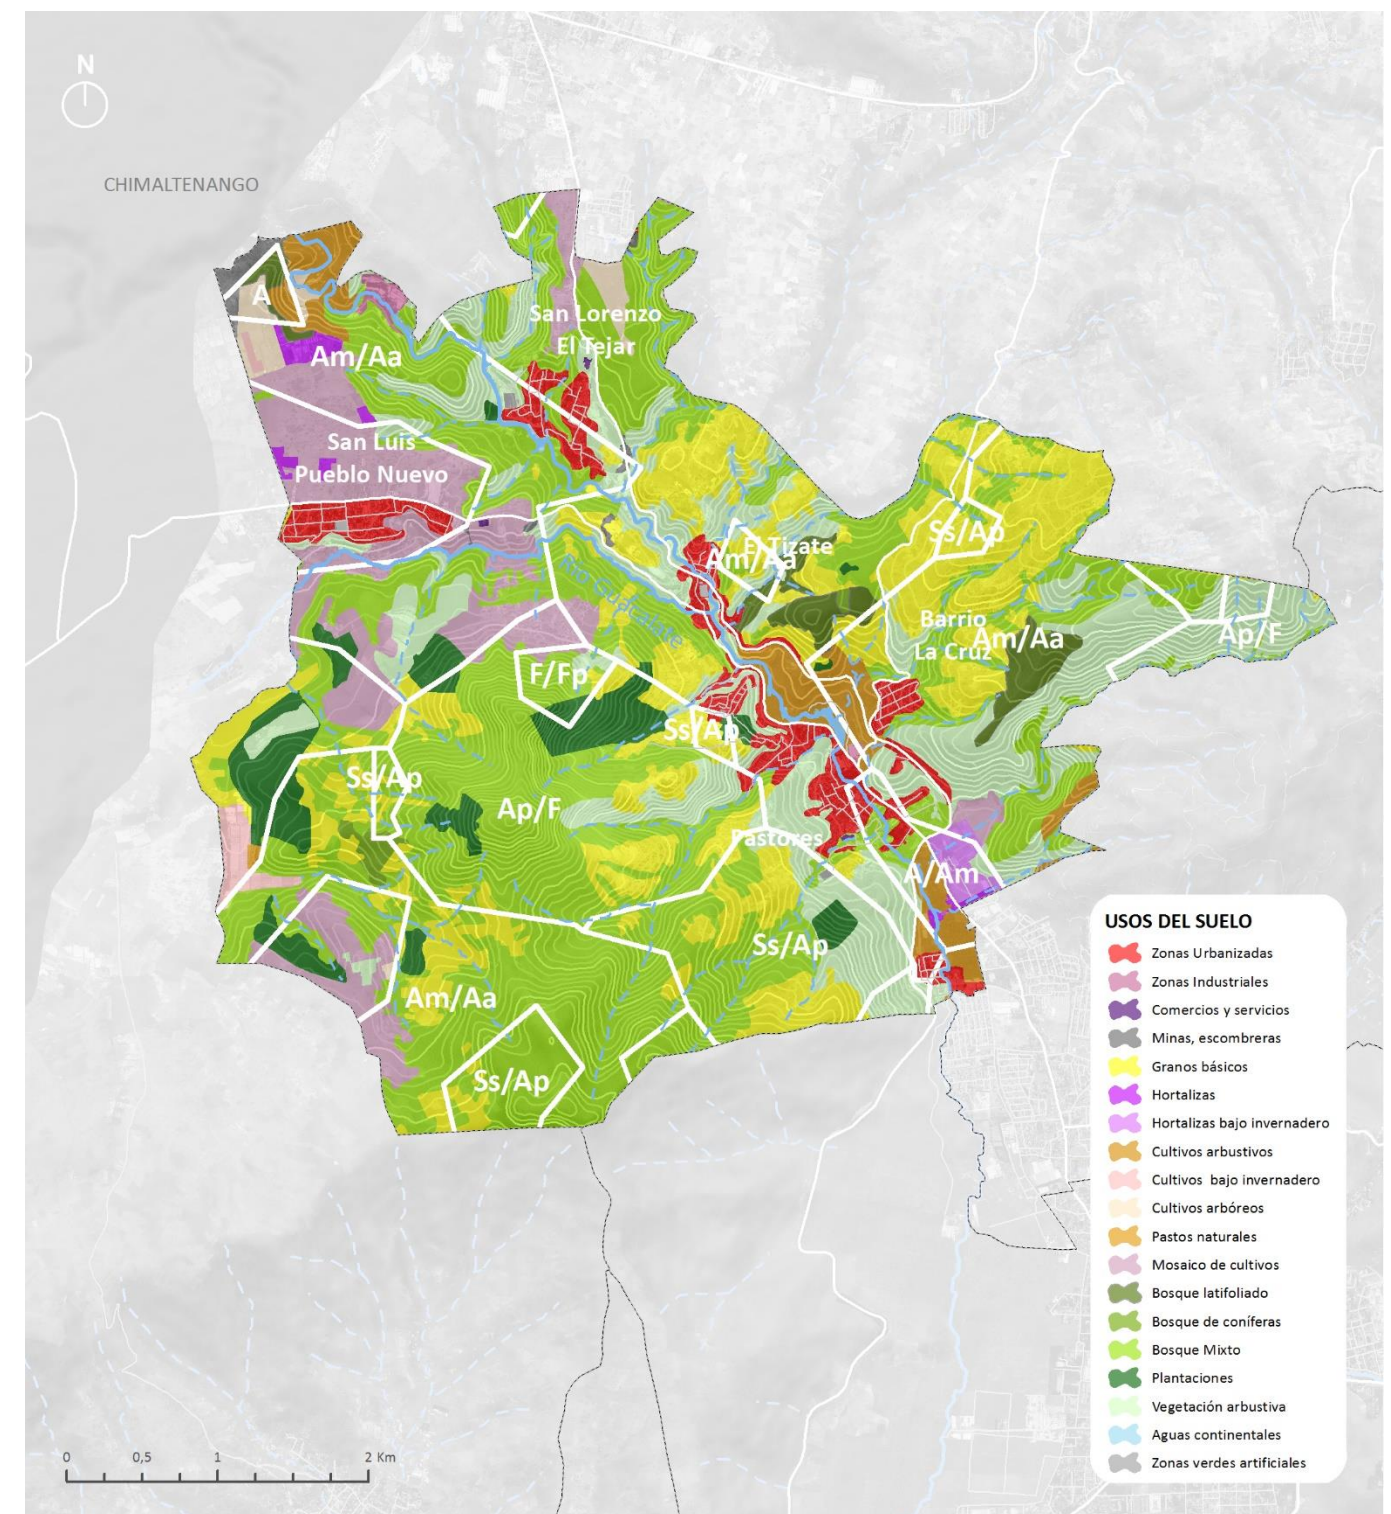 N
CHIMALTENANGO
A
San Lorenzo
El Tejar
Am/Aa
San Luis
Pueblo Nuevo
Ss/Ap
El Tizate
Am/Aa
Río Guacalate
Barrio
La Cruz
Am/Aa
Ap/F
F/Fp
Ss/Ap
Ss/Ap
Ap/F
Pastores
A/Am
Ss/Ap
Am/Aa
Ss/Ap
USOS DEL SUELO
Zonas Urbanizadas
Zonas Industriales
Comercios y servicios
Minas, escombreras
Granos básicos
Hortalizas
Hortalizas bajo invernadero
Cultivos arbustivos
Cultivos bajo invernadero
Cultivos arbóreos
Pastos naturales
Mosaico de cultivos
Bosque latifoliado
Bosque de coníferas
Bosque Mixto
Plantaciones
Vegetación arbustiva
Aguas continentales
Zonas verdes artificiales
0 0,5 1 2 Km